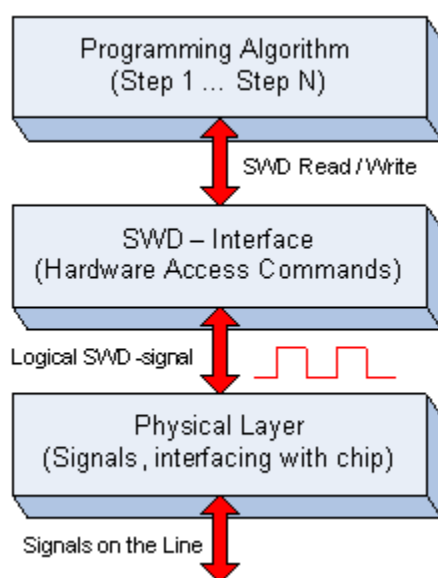 Programming Algorithm
(Step 1 ... Step N)
SWD Read / Write
SWD – Interface
(Hardware Access Commands)
Logical SWD -signal
Physical Layer
(Signals , interfacing with chip)
Signals on the Line